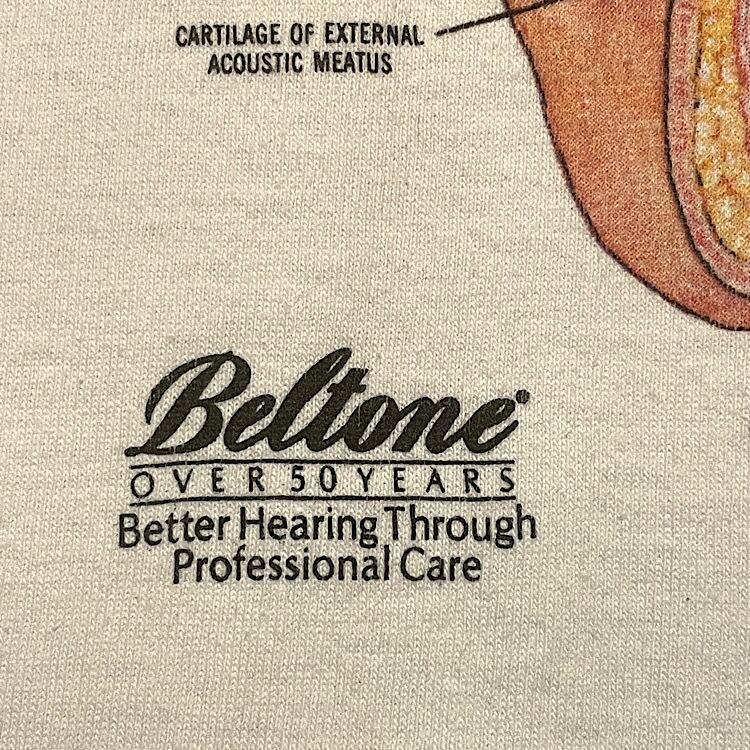 CARTILAGE OF EXTERNAL
ACOUSTIC MEATUS
Beltone®
OVER 50 YEARS
Better Hearing Through
Professional Care